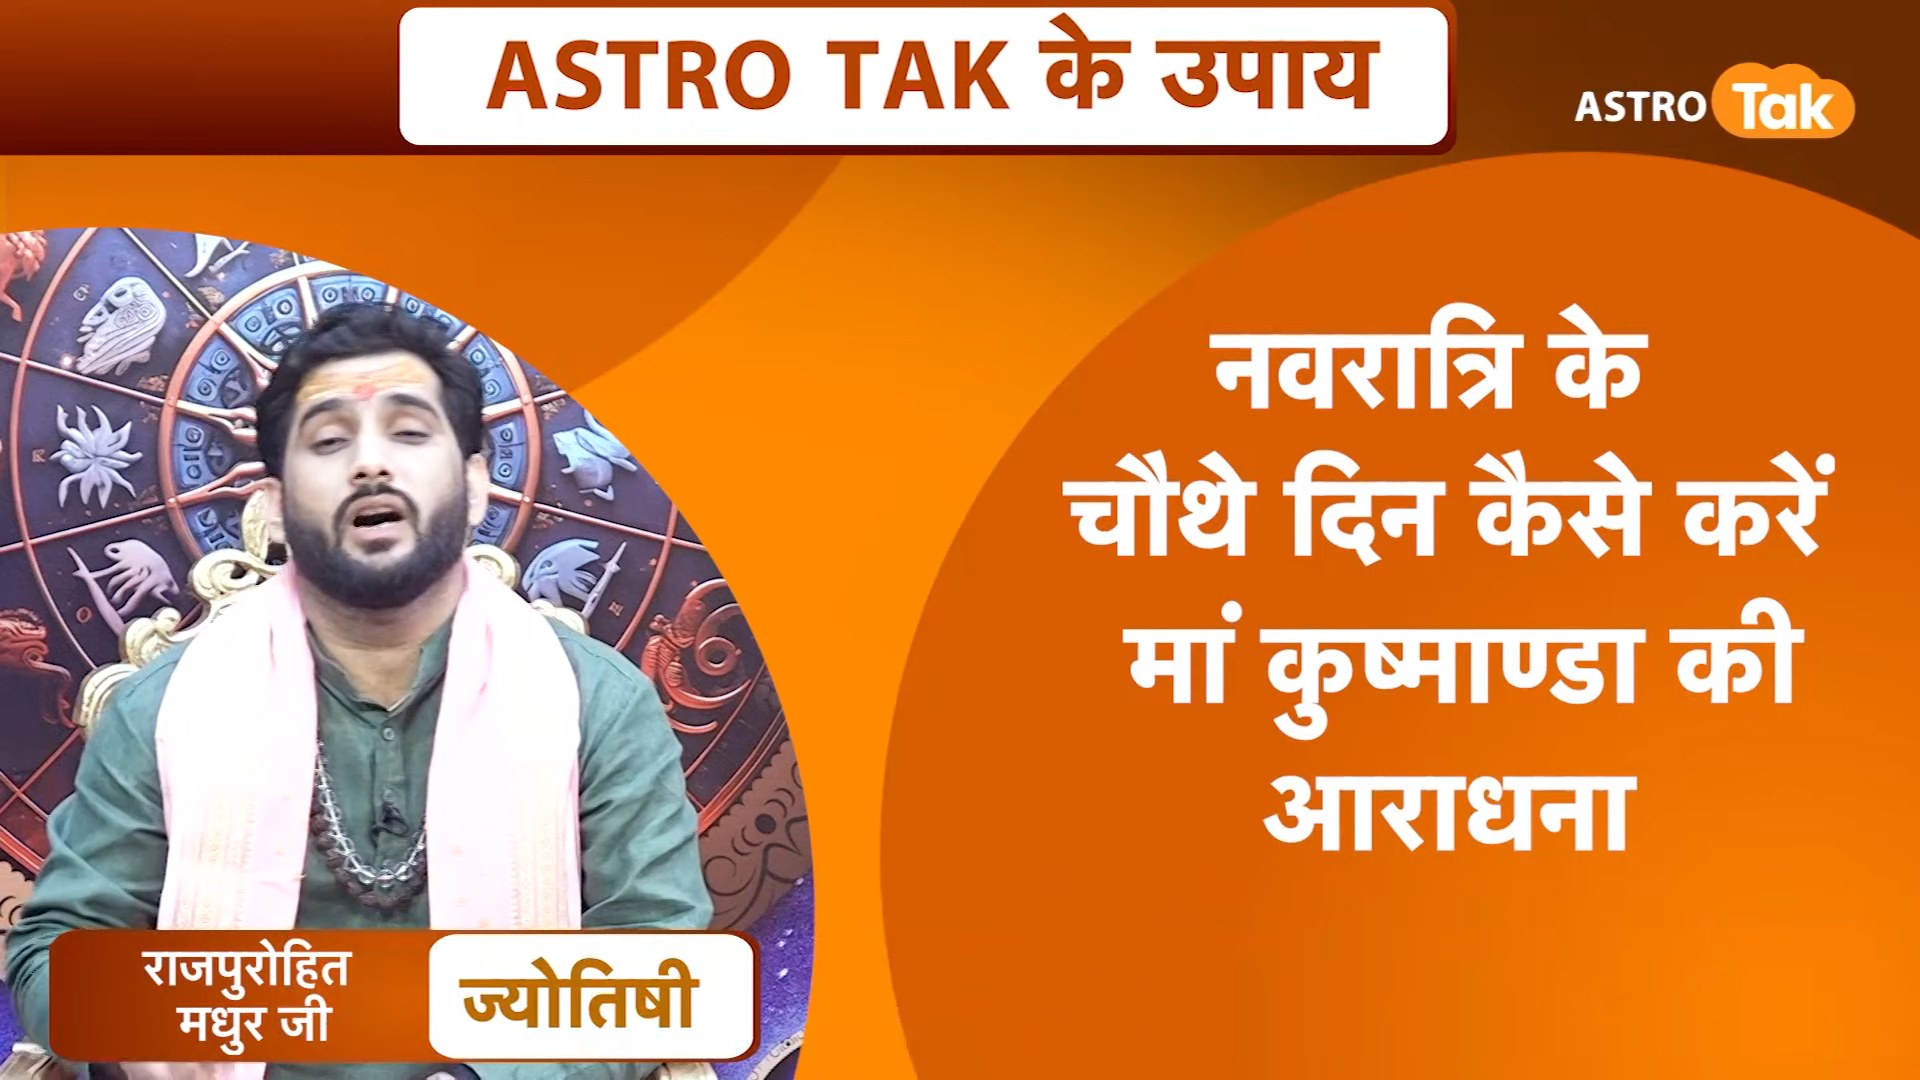 ASTRO TAK के उपाय
ASTRO Tak
नवरात्रि के
चौथे दिन कैसे करें
मां कुष्माण्डा की
आराधना
राजपुरोहित
मधुर जी
ज्योतिषी